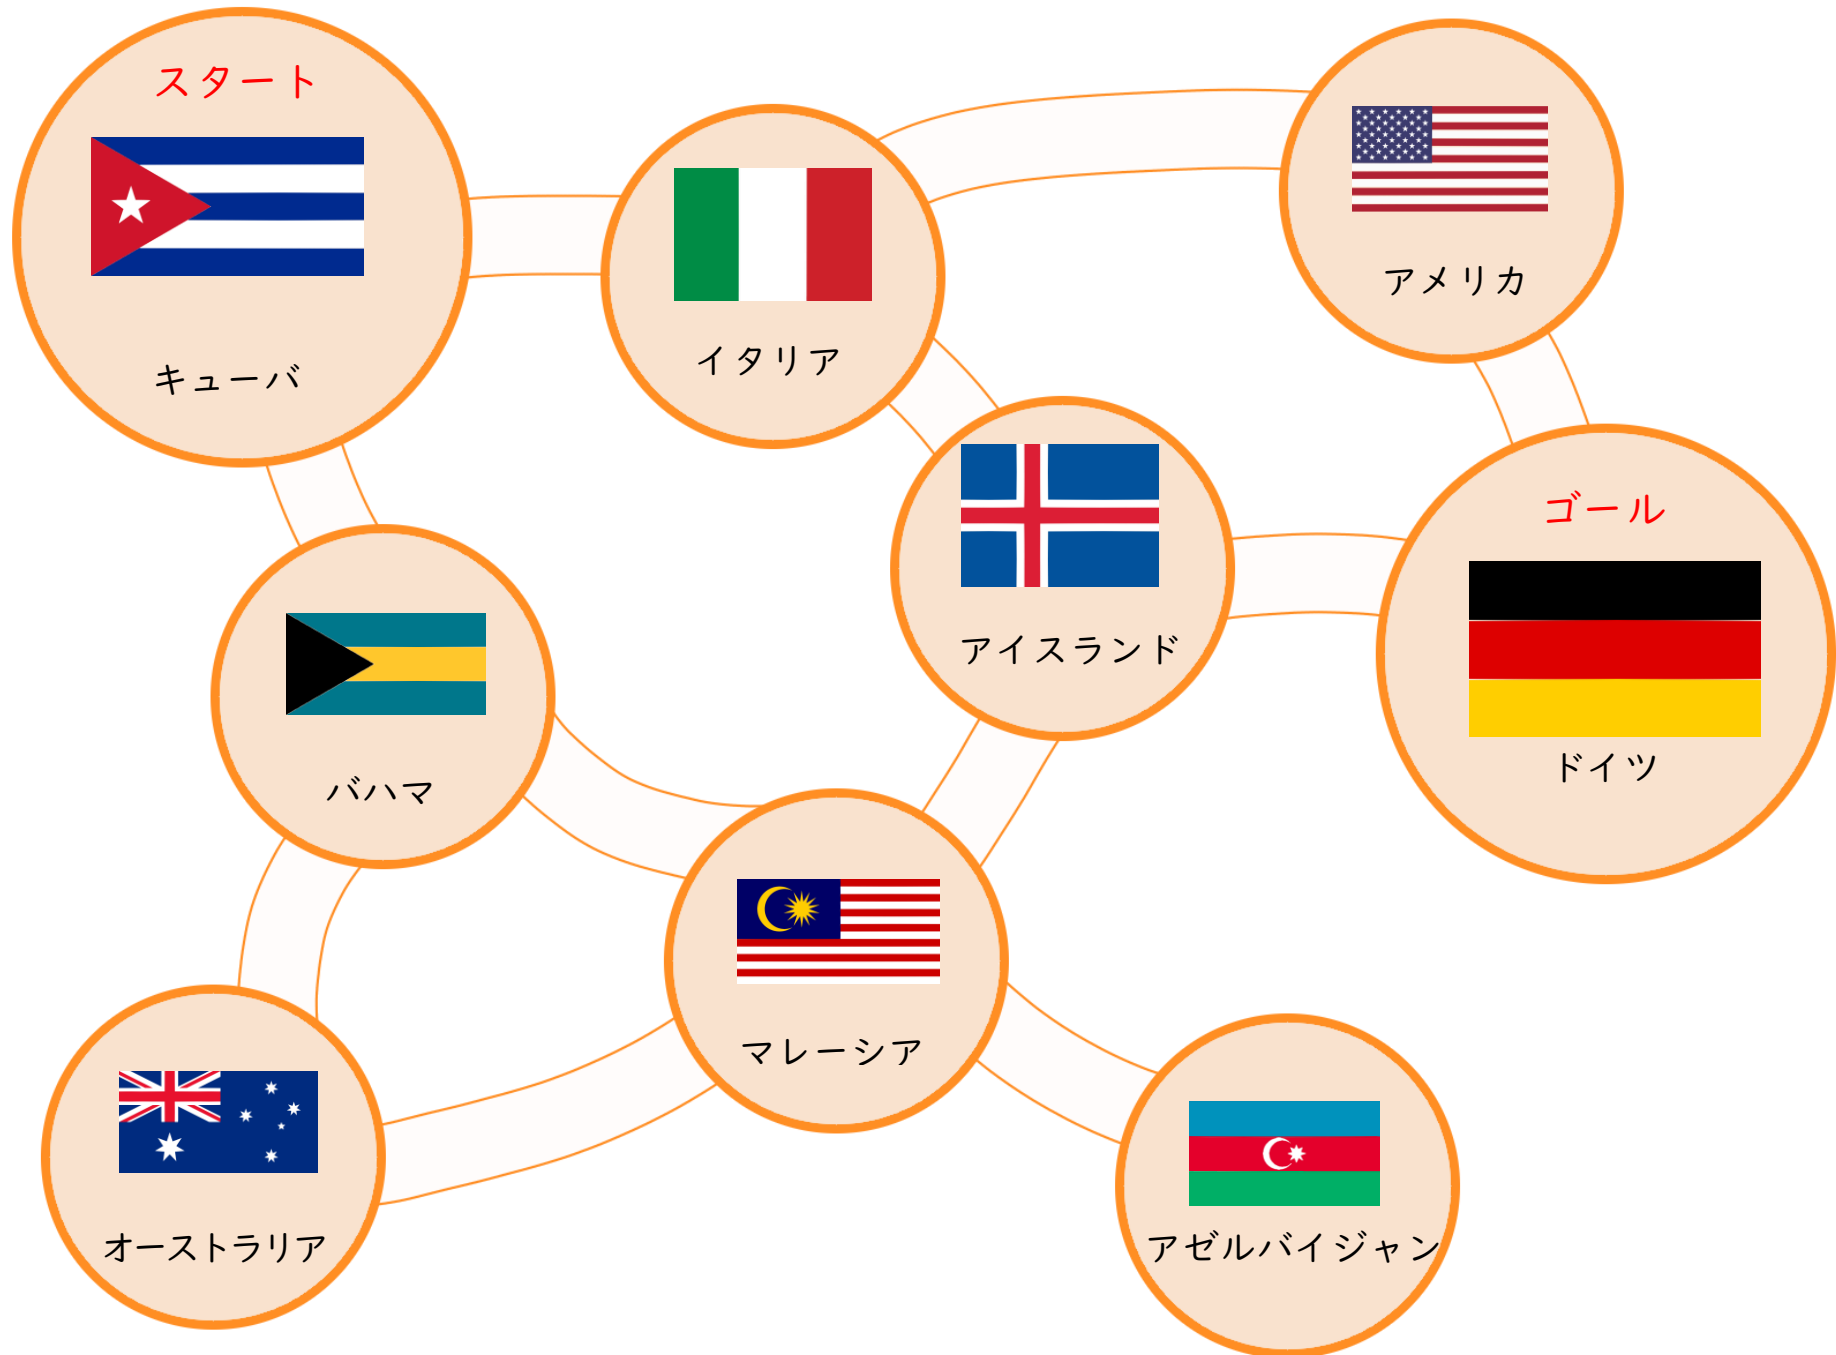 スタート
キューバ
イタリア
アメリカ
アイスランド
ゴール
ドイツ
バハマ
マレーシア
オーストラリア
アゼルバイジャン